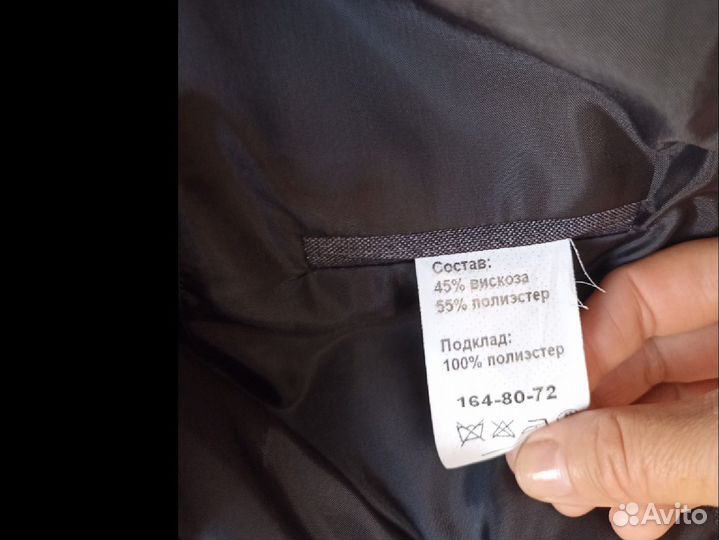 Состав:
45% вискоза
55% полиэстер
Подклад:
100% полиэстер
164-80-72
Avito